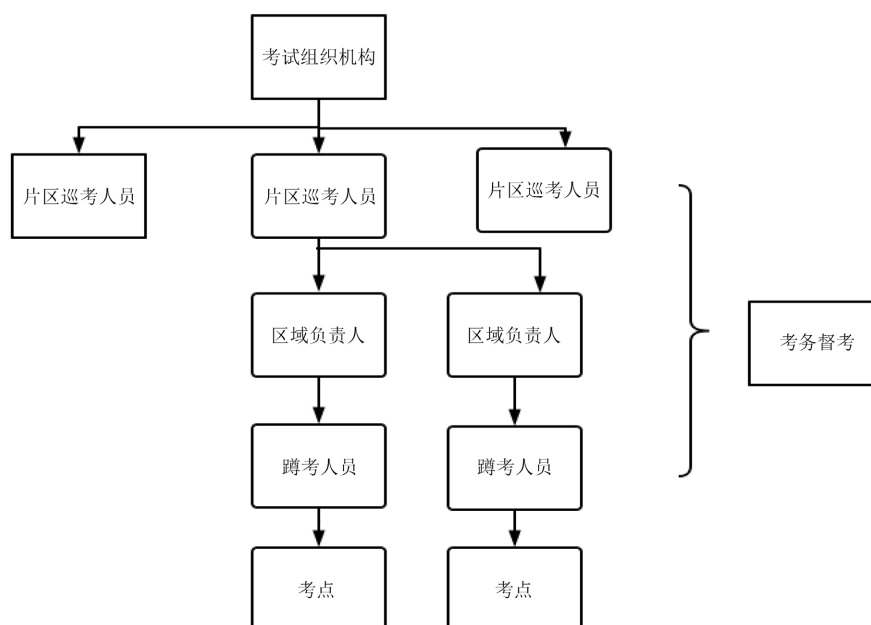 考试组织机构
片区巡考人员
片区巡考人员
片区巡考人员
区域负责人
区域负责人
考务督考
蹲考人员
蹲考人员
考点
考点